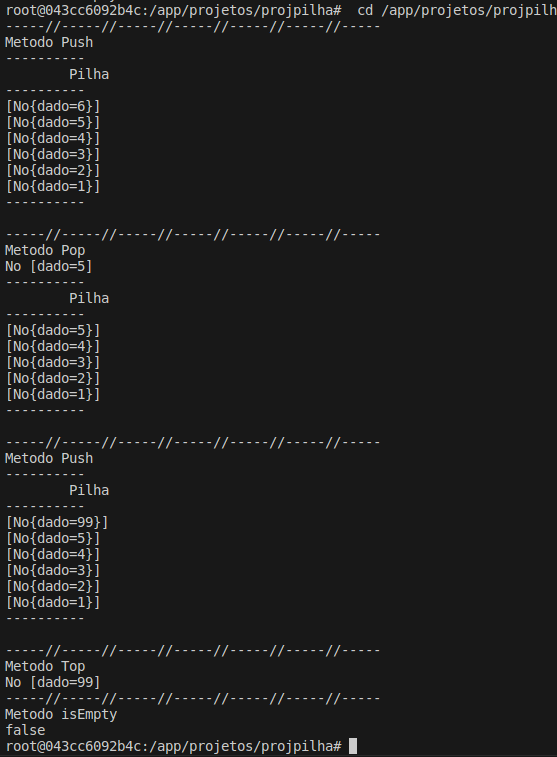 root@043cc6092b4c:/app/projetos/projpilha#  cd /app/projetos/projpilh
-----//-----//-----//-----//-----//-----//-----
Metodo Push
----------
        Pilha
----------
[No{dado=6}]
[No{dado=5}]
[No{dado=4}]
[No{dado=3}]
[No{dado=2}]
[No{dado=1}]
----------
-----//-----//-----//-----//-----//-----//-----
Metodo Pop
No [dado=5]
----------
        Pilha
----------
[No{dado=5}]
[No{dado=4}]
[No{dado=3}]
[No{dado=2}]
[No{dado=1}]
----------
-----//-----//-----//-----//-----//-----//-----
Metodo Push
----------
        Pilha
----------
[No{dado=99}]
[No{dado=5}]
[No{dado=4}]
[No{dado=3}]
[No{dado=2}]
[No{dado=1}]
----------
-----//-----//-----//-----//-----//-----//-----
Metodo Top
No [dado=99]
-----//-----//-----//-----//-----//-----//-----
Metodo isEmpty
false
root@043cc6092b4c:/app/projetos/projpilha#